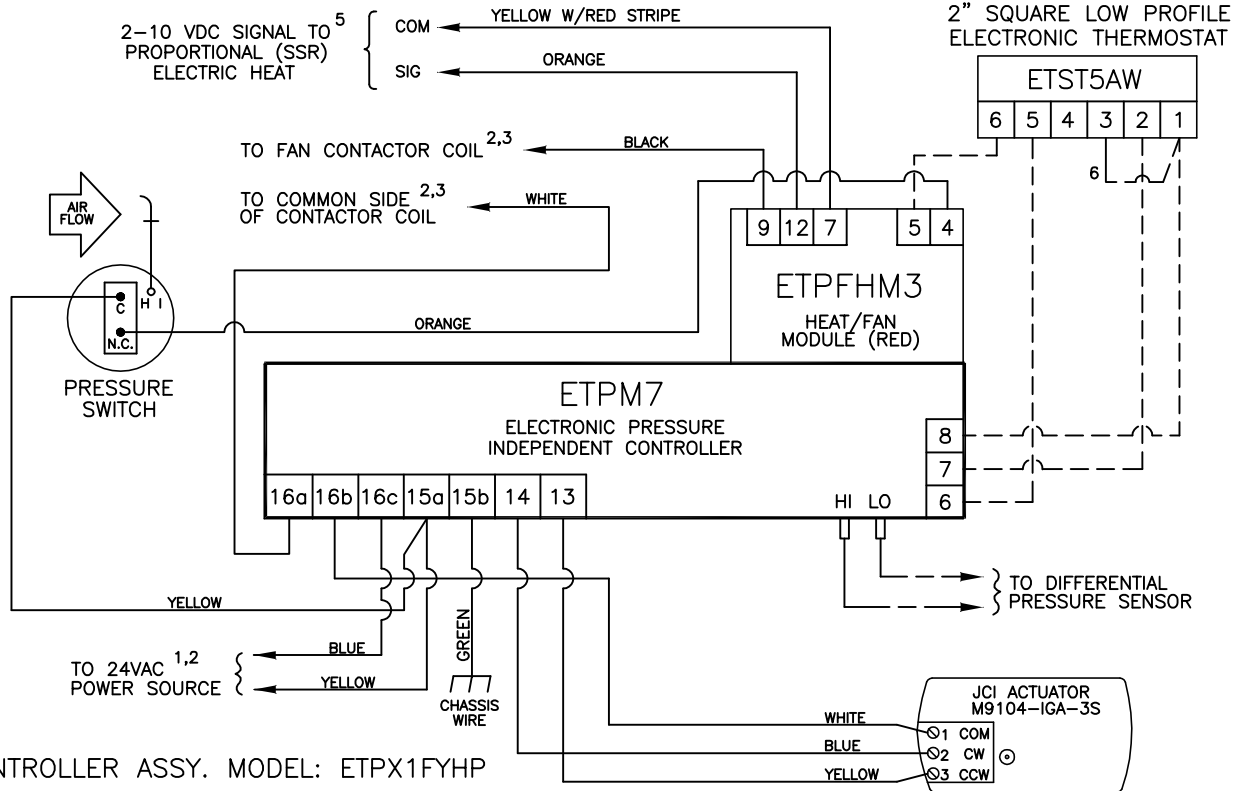 2-10 VDC SIGNAL TO 5
PROPORTIONAL (SSR)
ELECTRIC HEAT
COM
YELLOW W/RED STRIPE
SIG
ORANGE
2" SQUARE LOW PROFILE
ELECTRONIC THERMOSTAT
ETST5AW
6 5 4 3 2 1
6
TO FAN CONTACTOR COIL 2,3
BLACK
TO COMMON SIDE 2,3
OF CONTACTOR COIL
WHITE
AIR
FLOW
C
H I
N.C.
PRESSURE
SWITCH
ORANGE
9 12 7 5 4
ETPFHM3
HEAT/FAN
MODULE (RED)
ETPM7
ELECTRONIC PRESSURE
INDEPENDENT CONTROLLER
8
7
6
16a 16b 16c 15a 15b 14 13
HI LO
YELLOW
TO DIFFERENTIAL
PRESSURE SENSOR
TO 24VAC 1,2
POWER SOURCE
BLUE
YELLOW
GREEN
CHASSIS
WIRE
JCI ACTUATOR
M9104-IGA-3S
WHITE
1 COM
BLUE
2 CW
YELLOW
3 CCW
NTROLLER ASSY. MODEL: ETPX1FYHP